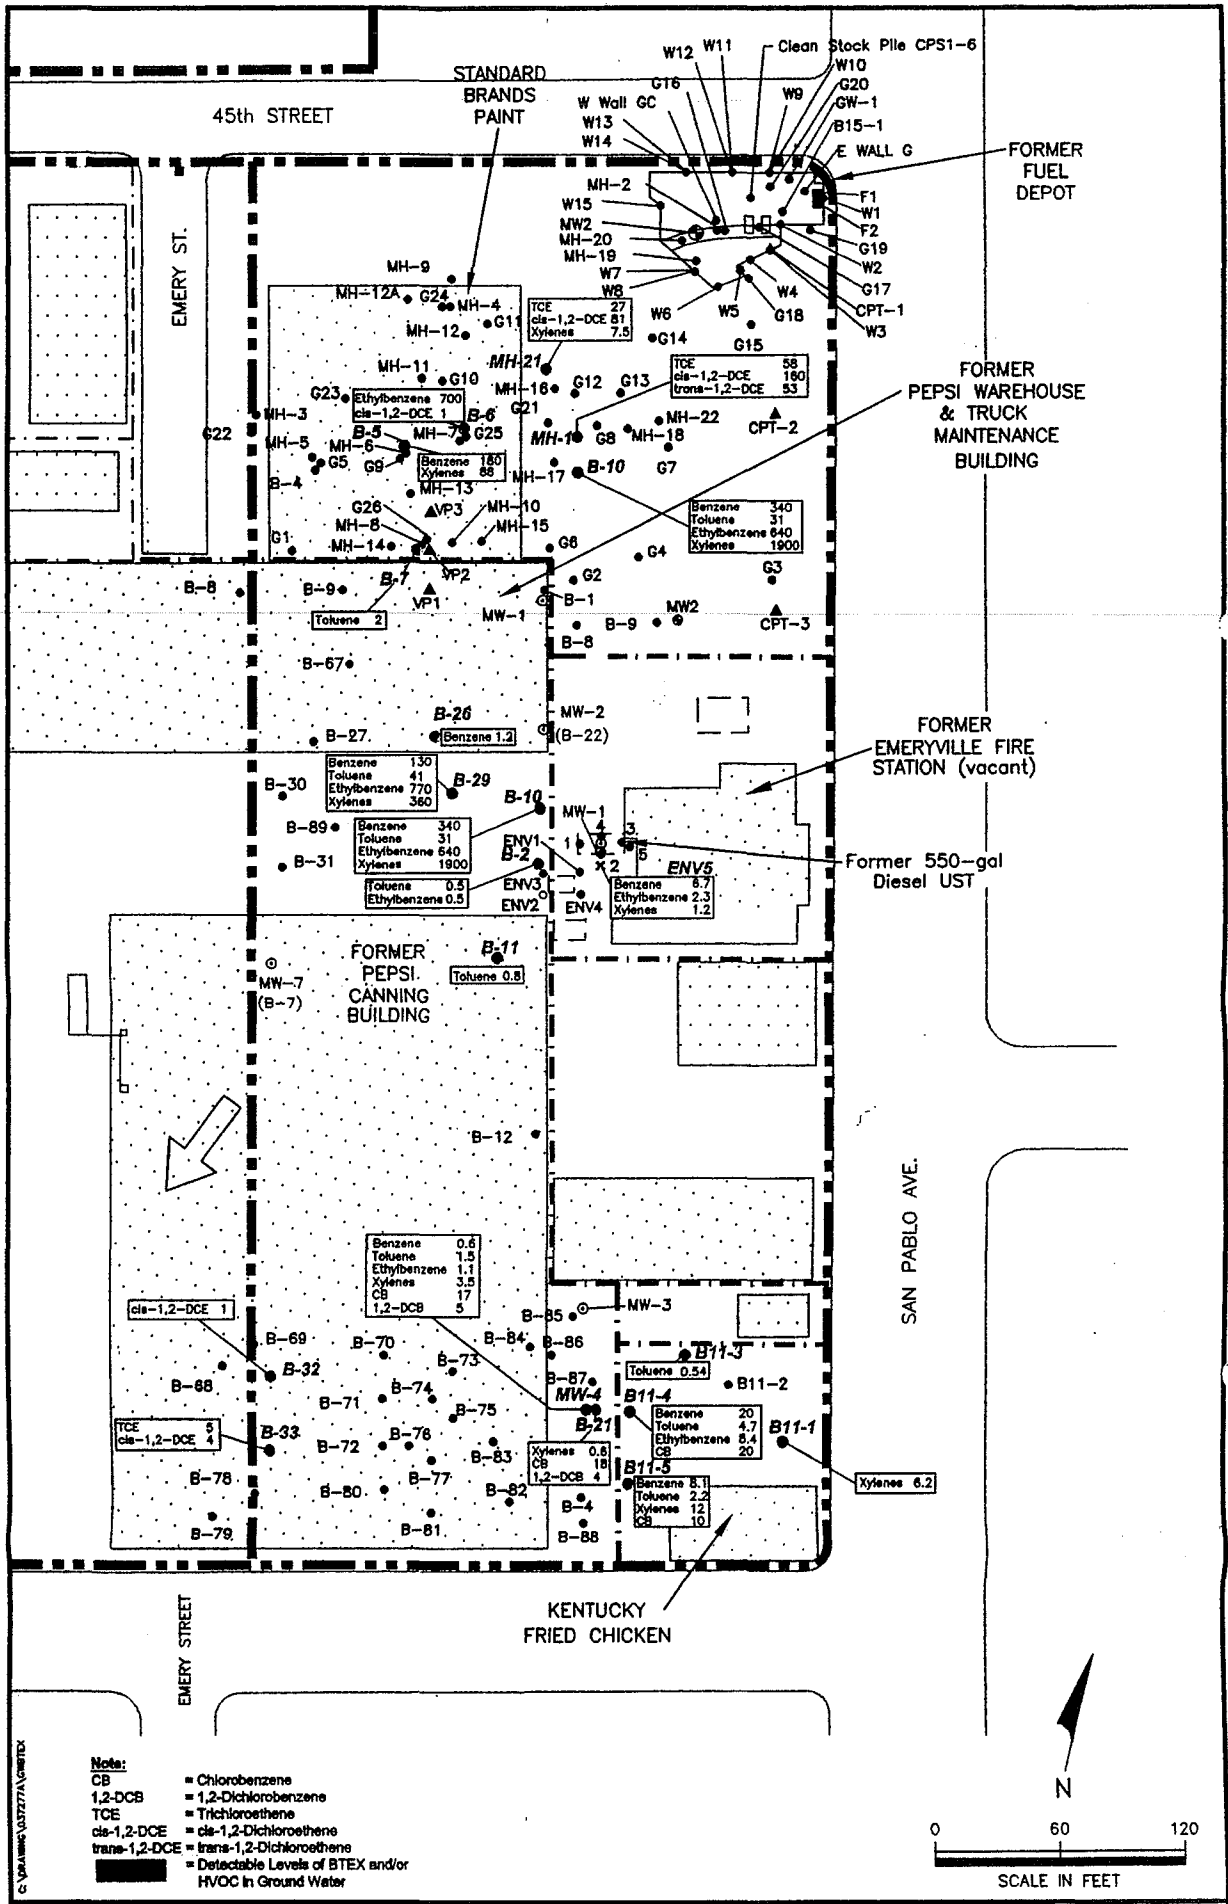 Clean Stock Pile CPS1-6
W11
W12
W10
G16
W9
G20
STANDARD
BRANDS
PAINT
W Wall GC
GW-1
45th STREET
W13
B15-1
W14
E WALL G
FORMER
FUEL
DEPOT
MH-2
F1
W15
W1
MW2
F2
MH-20
G19
EMERY ST.
MH-19
W2
MH-9
W7
G17
W8
W4
MH-12A
G24
MH-4
W6
W5
G18
CPT-1
W3
G11
TCE 27
cis-1,2-DCE 81
Xylenes 7.5
MH-12
G14
G15
MH-21
TCE 58
cis-1,2-DCE 160
trans-1,2-DCE 53
FORMER
PEPSI WAREHOUSE
& TRUCK
MAINTENANCE
BUILDING
MH-11
G10
MH-16
G12
G13
G23
Ethylbenzene 700
cis-1,2-DCE 1
B-6
G21
MH-3
MH-22
CPT-2
G22
B-5
MH-7
G25
MH-1
G8
MH-18
MH-5
MH-6
G5
G9
Benzene 180
Xylenes 88
G7
B-4
MH-17
B-10
MH-13
G26
VP3
MH-10
MH-8
MH-15
Benzene 340
Toluene 31
Ethylbenzene 640
Xylenes 1900
G1
MH-14
G6
G4
B-7
VP2
G2
G3
B-8
B-9
VP1
MW-1
B-1
Toluene 2
B-9
MW2
CPT-3
B-8
B-67
B-26
MW-2
(B-22)
B-27
Benzene 1.2
FORMER
EMERYVILLE FIRE
STATION (vacant)
Benzene 130
Toluene 41
Ethylbenzene 770
Xylenes 360
B-29
B-30
B-10
MW-1
B-89
Benzene 340
Toluene 31
Ethylbenzene 640
Xylenes 1900
ENV1
1
4
3
5
2
B-31
B-2
ENV5
Former 550-gal
Diesel UST
Toluene 0.5
Ethylbenzene 0.5
ENV3
ENV2
ENV4
Benzene 6.7
Ethylbenzene 2.3
Xylenes 1.2
B-11
Toluene 0.8
FORMER
PEPSI
CANNING
BUILDING
MW-7
(B-7)
B-12
SAN PABLO AVE.
Benzene 0.6
Toluene 1.5
Ethylbenzene 1.1
Xylenes 3.5
CB 17
1,2-DCB 5
cis-1,2-DCE 1
MW-3
B-85
B-69
B-70
B-84
B-86
B11-3
Toluene 0.54
B-68
B-32
B-73
B-87
B11-2
B-71
B-74
MW-4
B11-4
B-75
B-21
Benzene 20
Toluene 4.7
Ethylbenzene 8.4
CB 20
B11-1
TCE 5
cis-1,2-DCE 4
B-33
B-72
B-76
B-83
Xylenes 0.6
CB 18
1,2-DCB 4
B-77
B11-5
B-78
B-80
B-82
B-4
Benzene 8.1
Toluene 2.2
Xylenes 12
CB 10
Xylenes 6.2
B-79
B-81
B-88
KENTUCKY
FRIED CHICKEN
EMERY STREET
N
Note:
CB = Chlorobenzene
1,2-DCB = 1,2-Dichlorobenzene
TCE = Trichloroethene
cis-1,2-DCE = cis-1,2-Dichloroethene
trans-1,2-DCE = trans-1,2-Dichloroethene
= Detectable Levels of BTEX and/or
HVOC in Ground Water
0 60 120
SCALE IN FEET